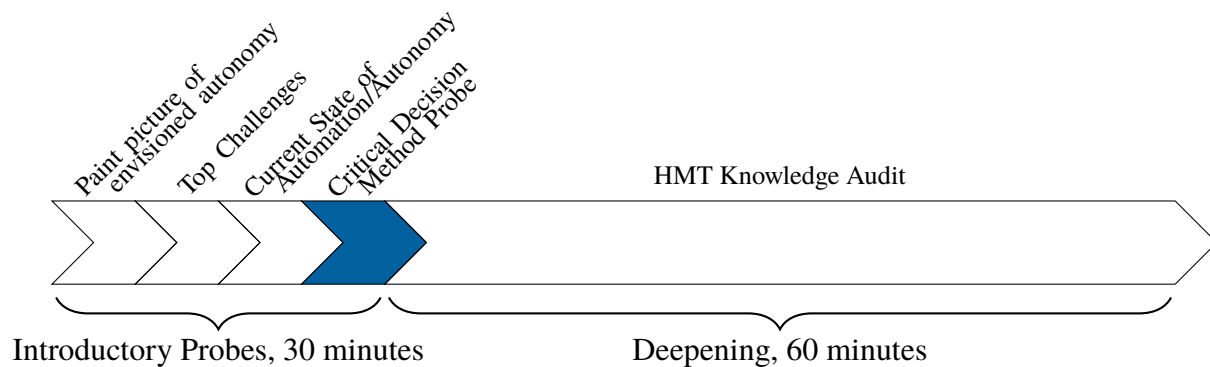 Paint picture of
envisioned autonomy
Top Challenges
Current State of
Automation/Autonomy
Critical Decision
Method Probe
HMT Knowledge Audit
Introductory Probes, 30 minutes
Deepening, 60 minutes